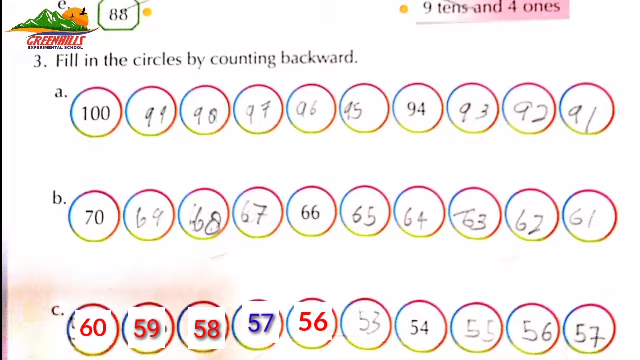 e.
88
9 tens and 4 ones
GREENHILLS
EXPERIMENTAL SCHOOL
3. Fill in the circles by counting backward.
a. 100 99 98 97 96 95 94 93 92 91
b. 70 69 68 67 66 65 64 63 62 61
c. 60 59 58 57 56 53 54 55 56 57